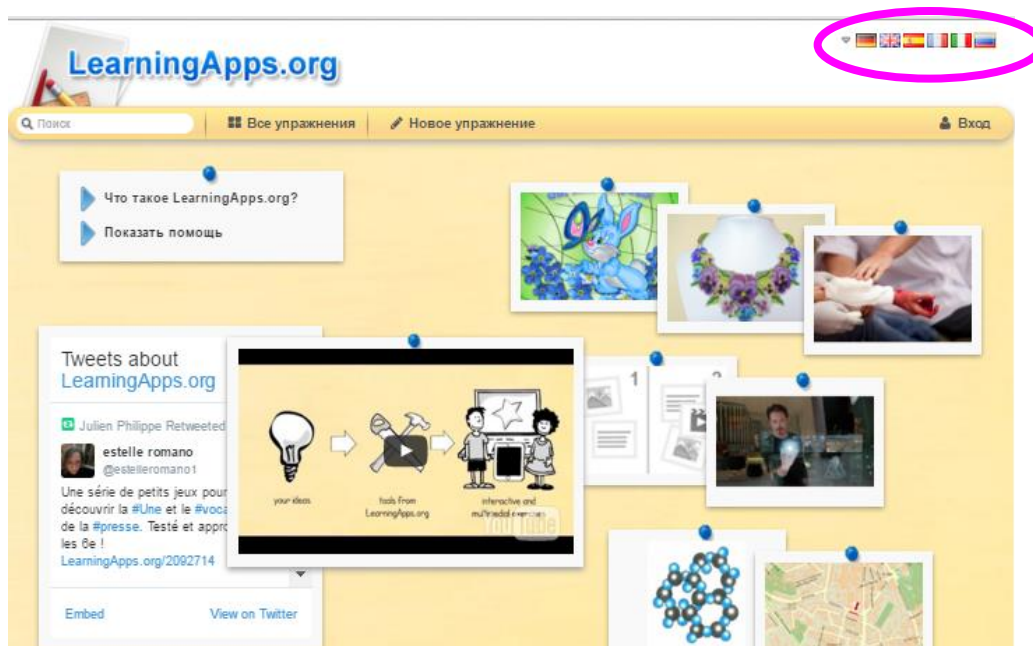 LearningApps.org
Поиск
Все упражнения
Новое упражнение
Вход
Что такое LearningApps.org?
Показать помощь
Tweets about
LearningApps.org
Julien Philippe Retweeted
estelle romano
@estelleromano1
Une série de petits jeux pour
découvrir la #Une et le #voca
de la #presse. Testé et appro
les 6e !
LearningApps.org/2092714
Embed
View on Twitter
your ideas
tools from
LearningApps.org
interactive and
multimedial exercises
YouTube
1
2